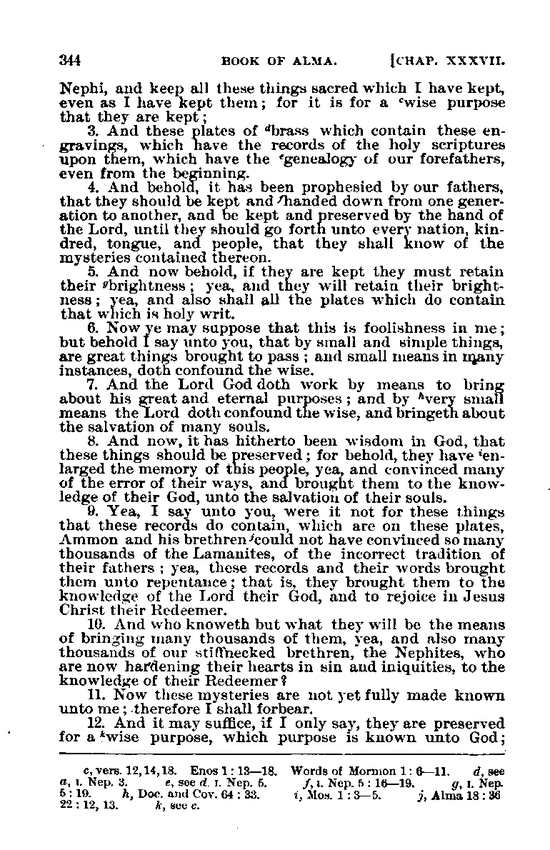 344 BOOK OF ALMA. [CHAP. XXXVII.
Nephi, and keep all these things sacred which I have kept,
even as I have kept them; for it is for a ᶜwise purpose
that they are kept;
3. And these plates of ᵈbrass which contain these en-
gravings, which have the records of the holy scriptures
upon them, which have the ᵉgenealogy of our forefathers,
even from the beginning.
4. And behold, it has been prophesied by our fathers,
that they should be kept and ᶠhanded down from one gener-
ation to another, and be kept and preserved by the hand of
the Lord, until they should go forth unto every nation, kin-
dred, tongue, and people, that they shall know of the
mysteries contained thereon.
5. And now behold, if they are kept they must retain
their ᵍbrightness; yea, and they will retain their bright-
ness; yea, and also shall all the plates which do contain
that which is holy writ.
6. Now ye may suppose that this is foolishness in me;
but behold I say unto you, that by small and simple things,
are great things brought to pass; and small means in many
instances, doth confound the wise.
7. And the Lord God doth work by means to bring
about his great and eternal purposes; and by ʰvery small
means the Lord doth confound the wise, and bringeth about
the salvation of many souls.
8. And now, it has hitherto been wisdom in God, that
these things should be preserved; for behold, they have ⁱen-
larged the memory of this people, yea, and convinced many
of the error of their ways, and brought them to the know-
ledge of their God, unto the salvation of their souls.
9. Yea, I say unto you, were it not for these things
that these records do contain, which are on these plates,
Ammon and his brethren ʲcould not have convinced so many
thousands of the Lamanites, of the incorrect tradition of
their fathers; yea, these records and their words brought
them unto repentance; that is, they brought them to the
knowledge of the Lord their God, and to rejoice in Jesus
Christ their Redeemer.
10. And who knoweth but what they will be the means
of bringing many thousands of them, yea, and also many
thousands of our stiffnecked brethren, the Nephites, who
are now hardening their hearts in sin and iniquities, to the
knowledge of their Redeemer?
11. Now these mysteries are not yet fully made known
unto me; therefore I shall forbear.
12. And it may suffice, if I only say, they are preserved
for a ᵏwise purpose, which purpose is known unto God;
c, vers. 12,14,18. Enos 1:13—18. Words of Mormon 1:6—11. d, see
a, I. Nep. 3. e, see d. I. Nep. 5. f, I. Nep. 5:16—19. g, I. Nep.
5:19. h, Doc. and Cov. 64:33. i, Mos. 1:3—5. j, Alma 18:36
22:12, 13. k, see c.